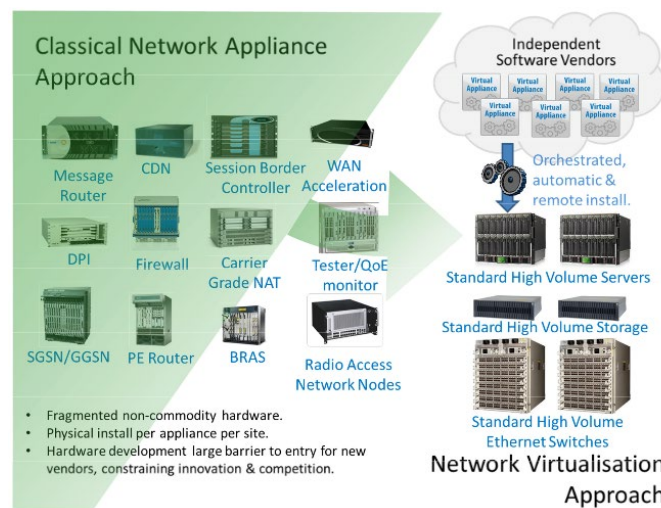 Classical Network Appliance
Approach
Message
Router
CDN
Session Border
Controller
WAN
Acceleration
DPI
Firewall
Carrier
Grade NAT
Tester/QoE
monitor
SGSN/GGSN
PE Router
BRAS
Radio Access
Network Nodes
• Fragmented non-commodity hardware.
• Physical install per appliance per site.
• Hardware development large barrier to entry for new
vendors, constraining innovation & competition.
Independent
Software Vendors
Virtual
Appliance
Virtual
Appliance
Virtual
Appliance
Virtual
Appliance
Virtual
Appliance
Virtual
Appliance
Virtual
Appliance
Orchestrated,
automatic &
remote install.
Standard High Volume Servers
Standard High Volume Storage
Standard High Volume
Ethernet Switches
Network Virtualisation
Approach